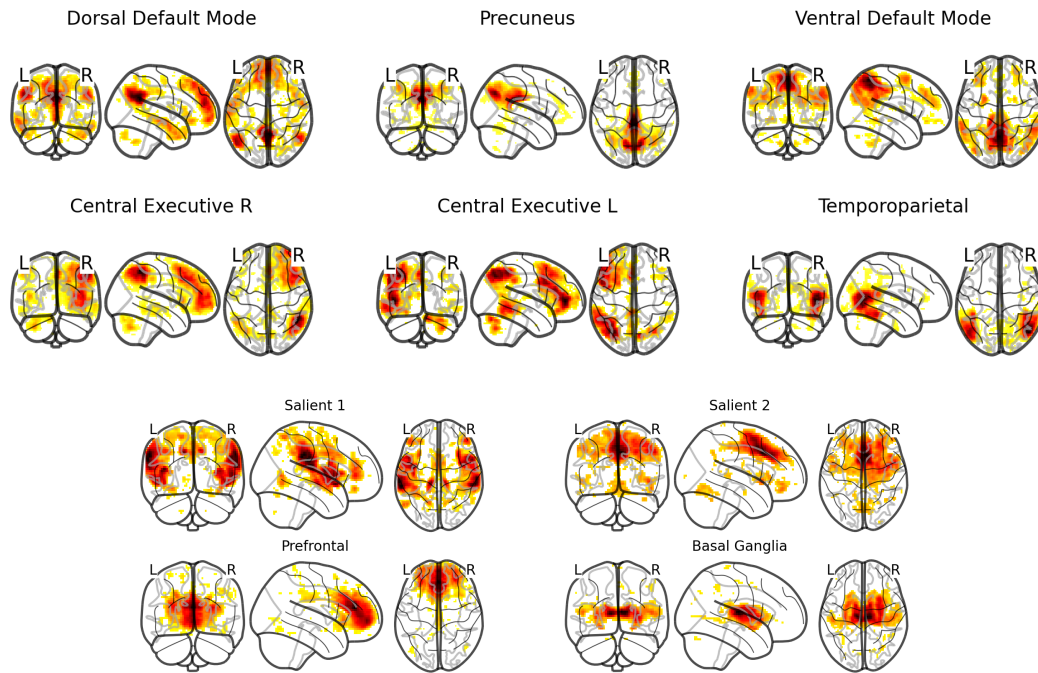 Dorsal Default Mode
Precuneus
Ventral Default Mode
L R
L R
L R
Central Executive R
Central Executive L
Temporoparietal
L R
L R
L R
L R
L R
L R
Salient 1
Salient 2
L R
L R
L R
L R
Prefrontal
Basal Ganglia
L R
L R
L R
L R